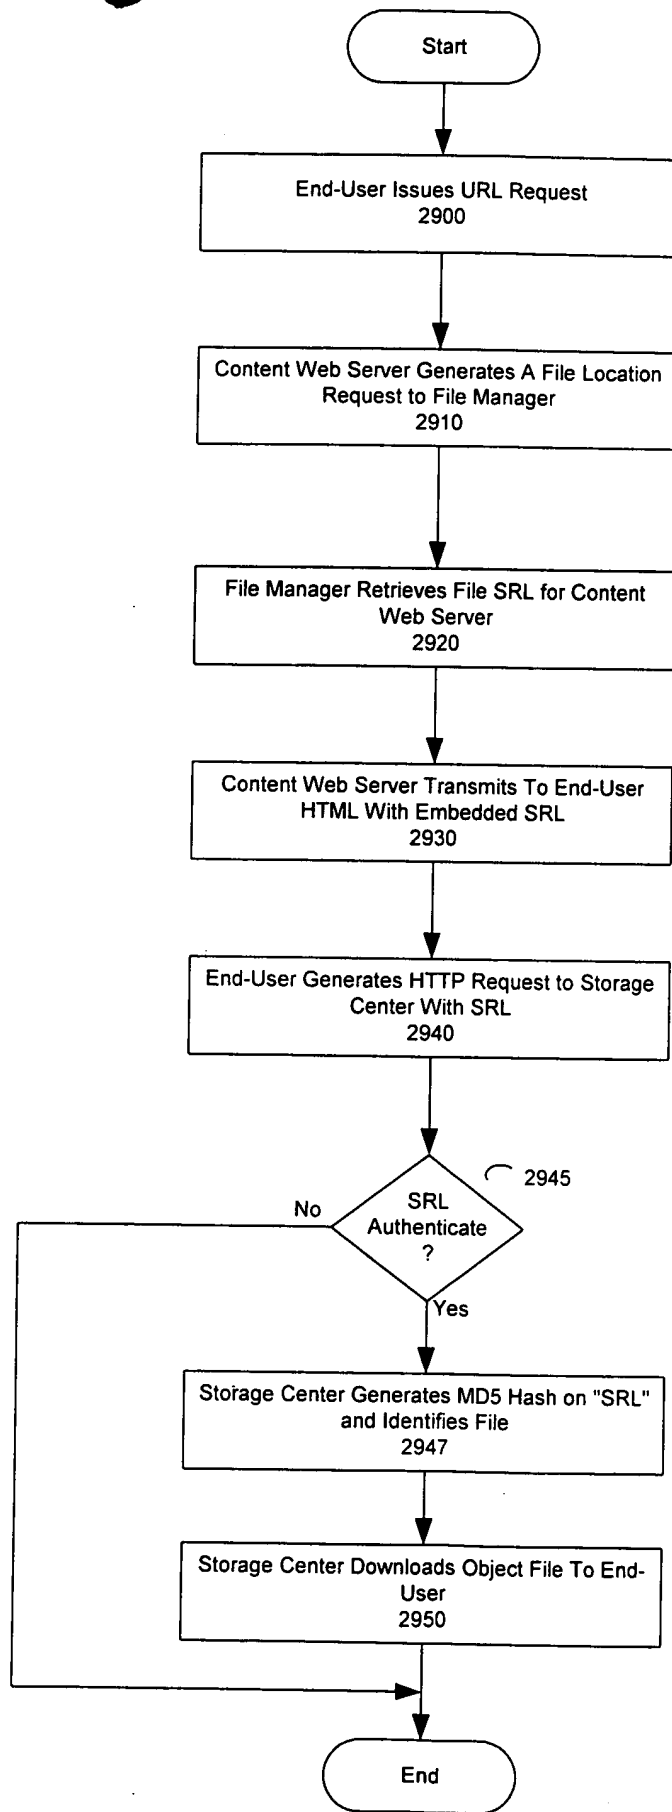 Start
End-User Issues URL Request
2900
Content Web Server Generates A File Location
Request to File Manager
2910
File Manager Retrieves File SRL for Content
Web Server
2920
Content Web Server Transmits To End-User
HTML With Embedded SRL
2930
End-User Generates HTTP Request to Storage
Center With SRL
2940
2945
No
SRL
Authenticate
?
Yes
Storage Center Generates MD5 Hash on "SRL"
and Identifies File
2947
Storage Center Downloads Object File To End-
User
2950
End